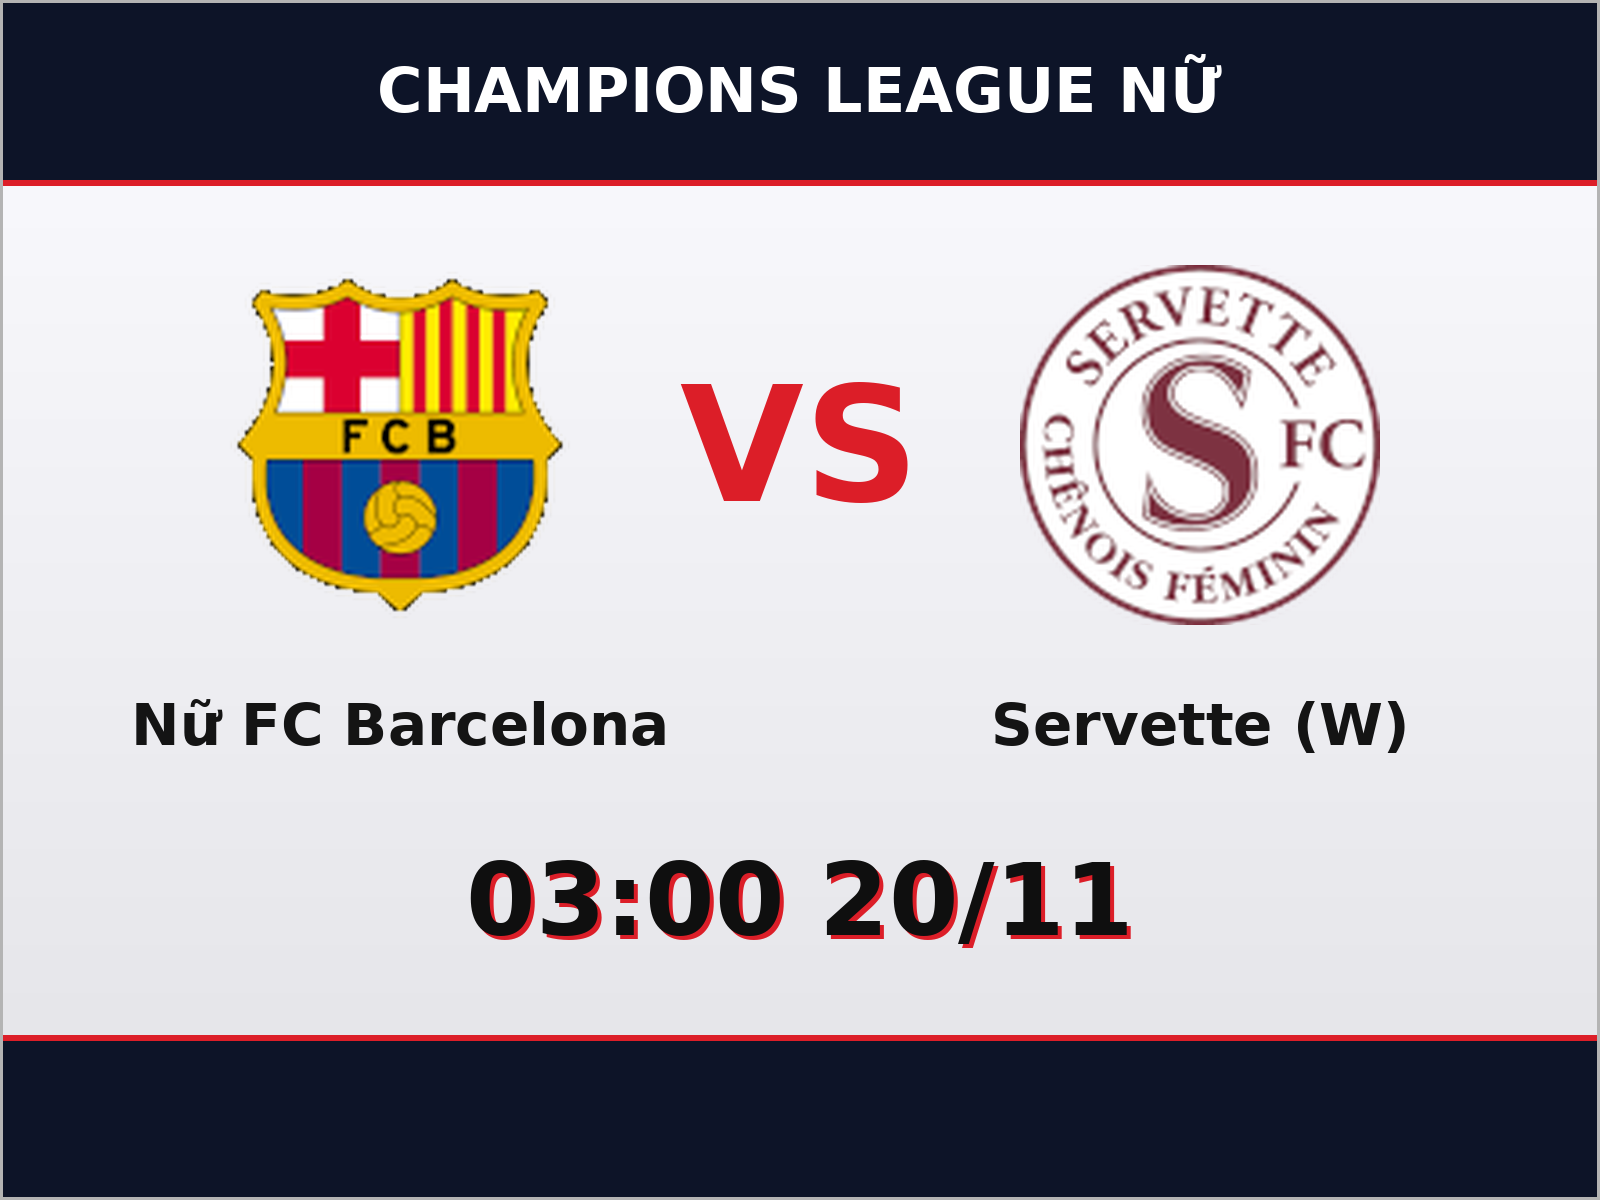 CHAMPIONS LEAGUE NỮ
FCB
VS
SERVETTE
S
FC
CHÊNOIS FÉMININ
Nữ FC Barcelona
Servette (W)
03:00 20/11